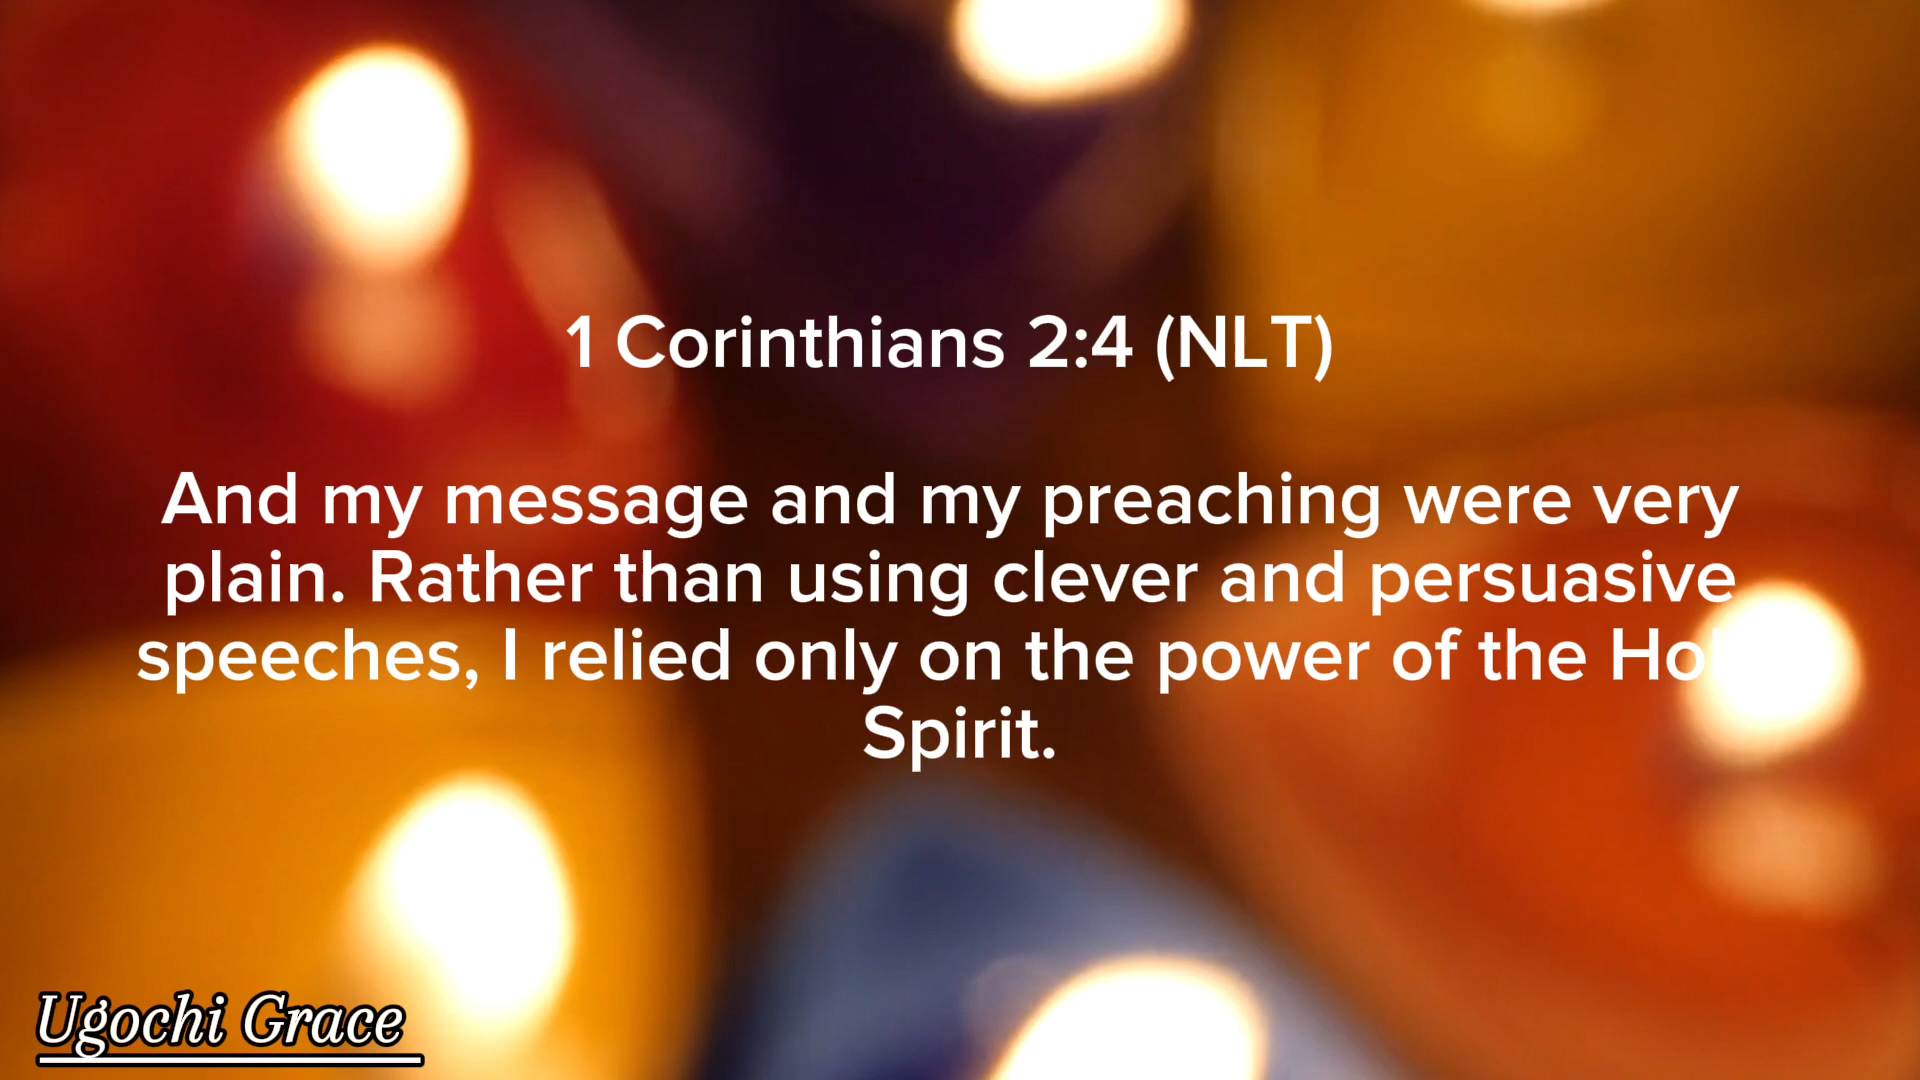 1 Corinthians 2:4 (NLT)
And my message and my preaching were very
plain. Rather than using clever and persuasive
speeches, I relied only on the power of the
Spirit.
Ugochi Grace